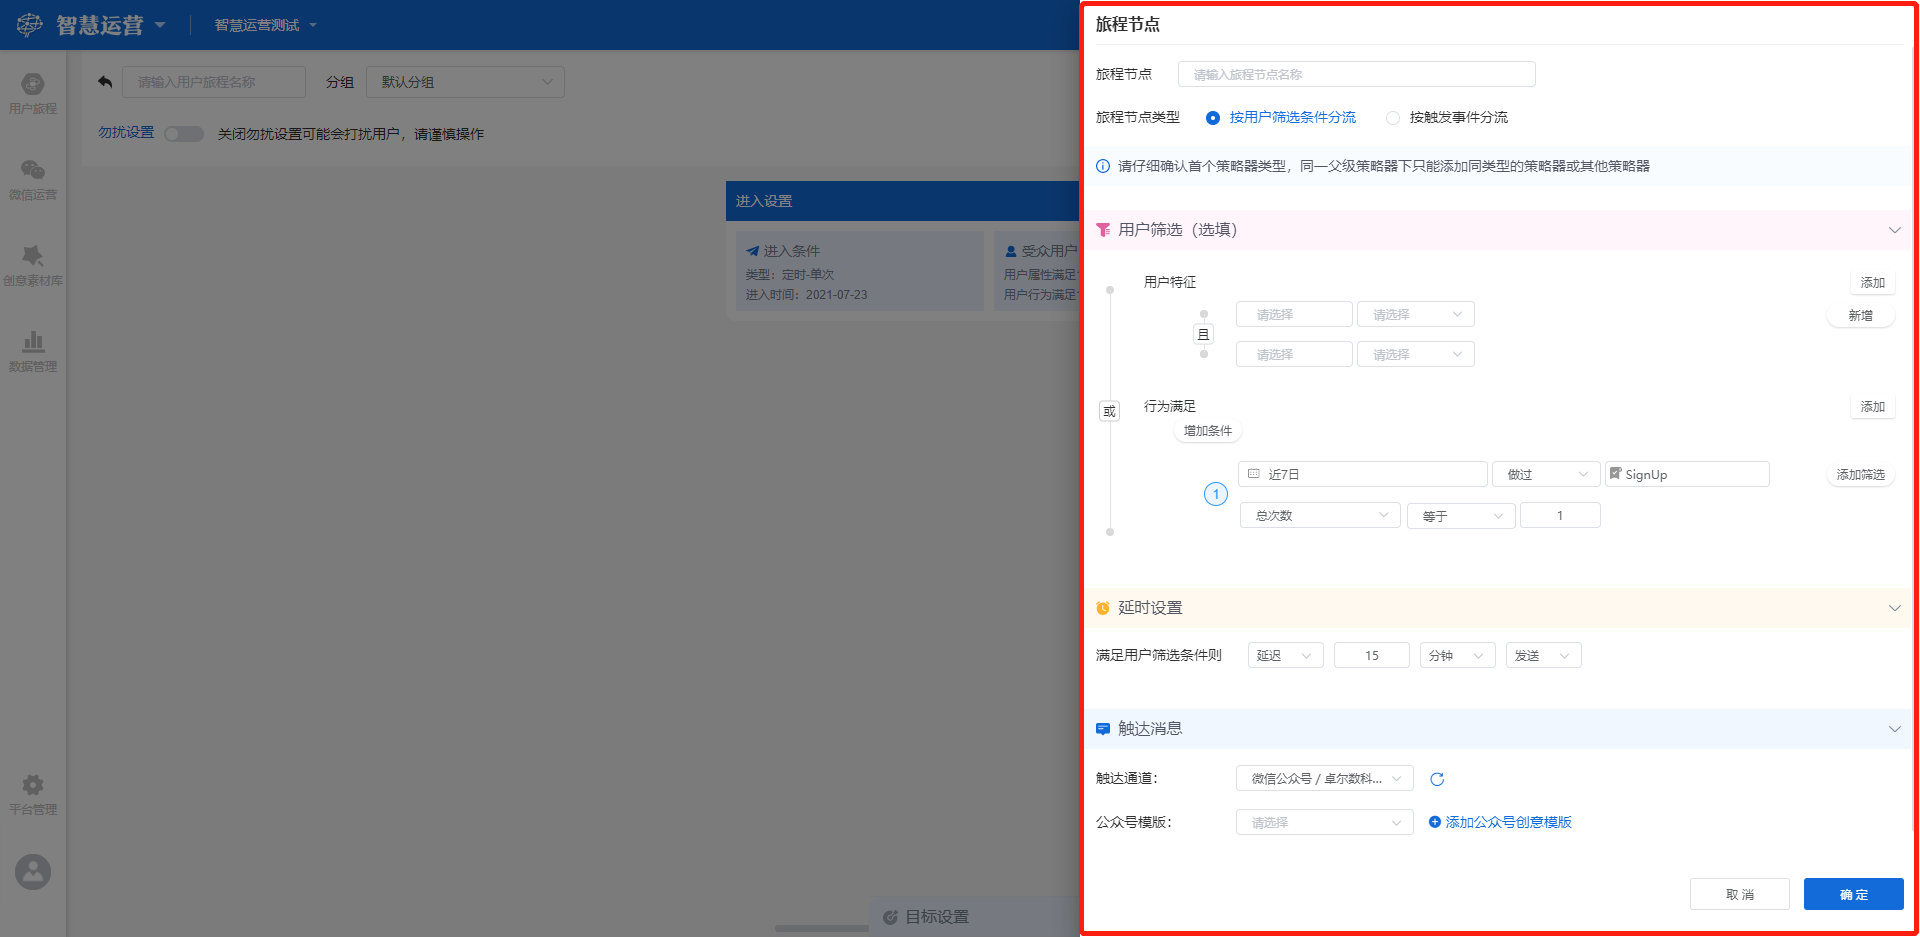 智慧运营
智慧运营测试
用户旅程
微信运营
创意素材库
数据管理
平台管理
请输入用户旅程名称
分组
默认分组
勿扰设置
关闭勿扰设置可能会打扰用户，请谨慎操作
进入设置
进入条件
类型：定时-单次
进入时间：2021-07-23
受众用户
用户属性满足
用户行为满足
目标设置
旅程节点
旅程节点 请输入旅程节点名称
旅程节点类型 按用户筛选条件分流 按触发事件分流
请仔细确认首个策略器类型，同一父级策略器下只能添加同类型的策略器或其他策略器
用户筛选（选填）
用户特征 添加
请选择 请选择 新增
且
请选择 请选择
或
行为满足 添加
增加条件
近7日 做过 SignUp 添加筛选
1
总次数 等于 1
延时设置
满足用户筛选条件则 延迟 15 分钟 发送
触达消息
触达通道： 微信公众号 / 卓尔数科...
公众号模版： 请选择 添加公众号创意模版
取 消 确 定